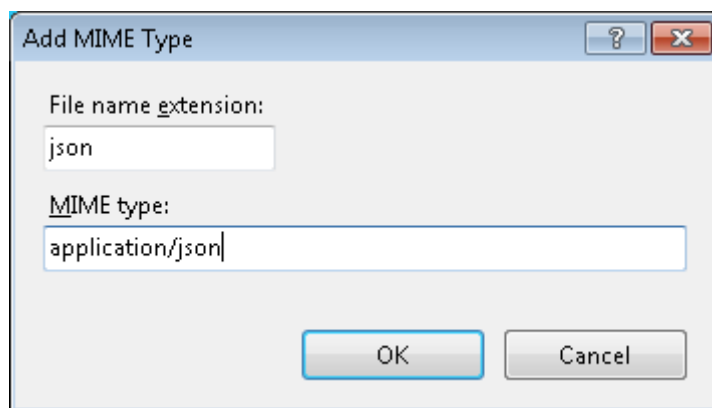 Add MIME Type
?
File name extension:
json
MIME type:
application/json
OK Cancel